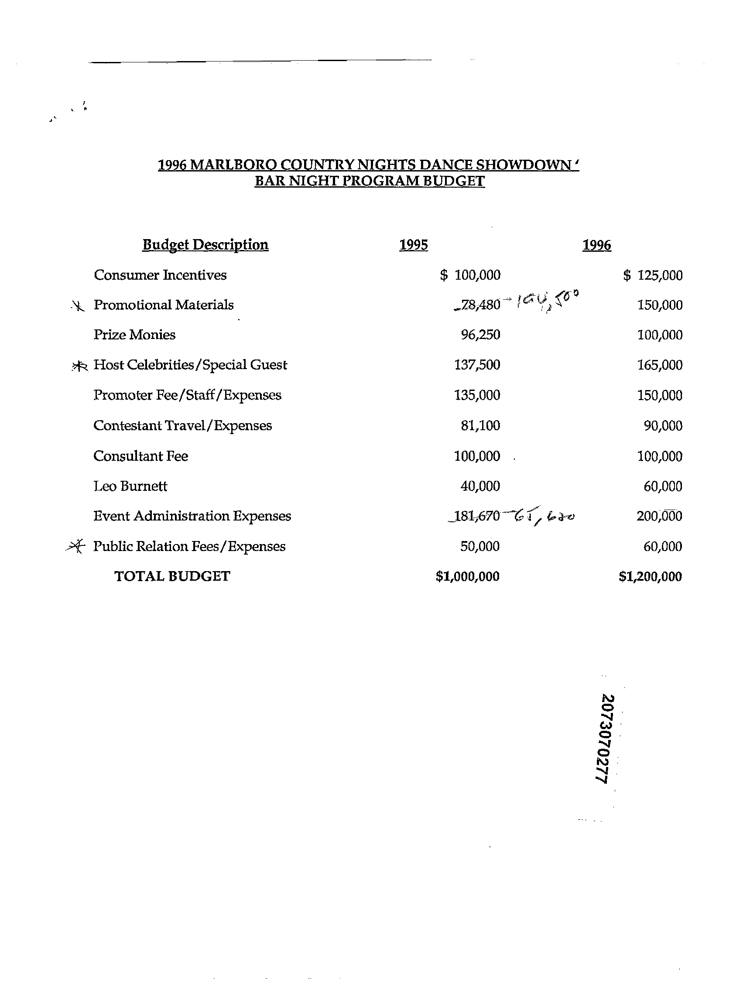 1996 MARLBORO COUNTRY NIGHTS DANCE SHOWDOWN '
BAR NIGHT PROGRAM BUDGET
Budget Description 1995 1996
Consumer Incentives $ 100,000 $ 125,000
Promotional Materials 78,480 150,000
Prize Monies 96,250 100,000
Host Celebrities/Special Guest 137,500 165,000
Promoter Fee/Staff/Expenses 135,000 150,000
Contestant Travel/Expenses 81,100 90,000
Consultant Fee 100,000 100,000
Leo Burnett 40,000 60,000
Event Administration Expenses 181,670 200,000
Public Relation Fees/Expenses 50,000 60,000
TOTAL BUDGET $1,000,000 $1,200,000
2073070277